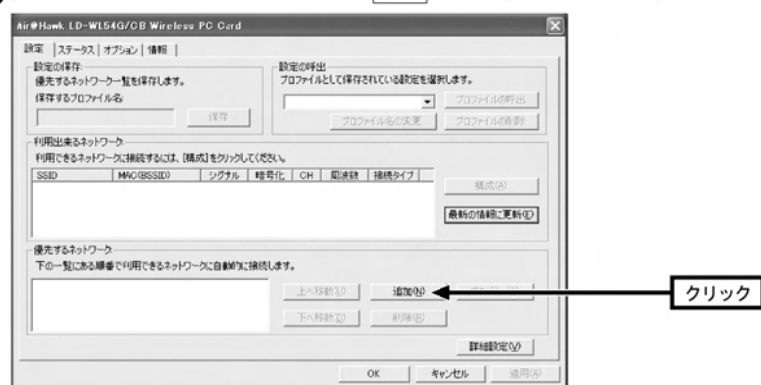 Air@Hawk LD-WL54G/CB Wireless PC Card
設定 ステータス オプション 情報
設定の保存
優先するネットワーク一覧を保存します。
保存するプロファイル名
保存
設定の呼出
プロファイルとして保存されている設定を選択します。
プロファイルの呼出
プロファイル名の変更 プロファイルの削除
利用出来るネットワーク
利用できるネットワークに接続するには、[構成]をクリックしてください。
SSID MAC(BSSID) シグナル 暗号化 CH 周波数 接続タイプ
構成(A)
最新の情報に更新(E)
優先するネットワーク
下の一覧にある順番で利用できるネットワークに自動的に接続します。
上へ移動(U) 追加(N)
クリック
下へ移動(D) 削除(R)
詳細設定(V)
OK キャンセル 適用(A)